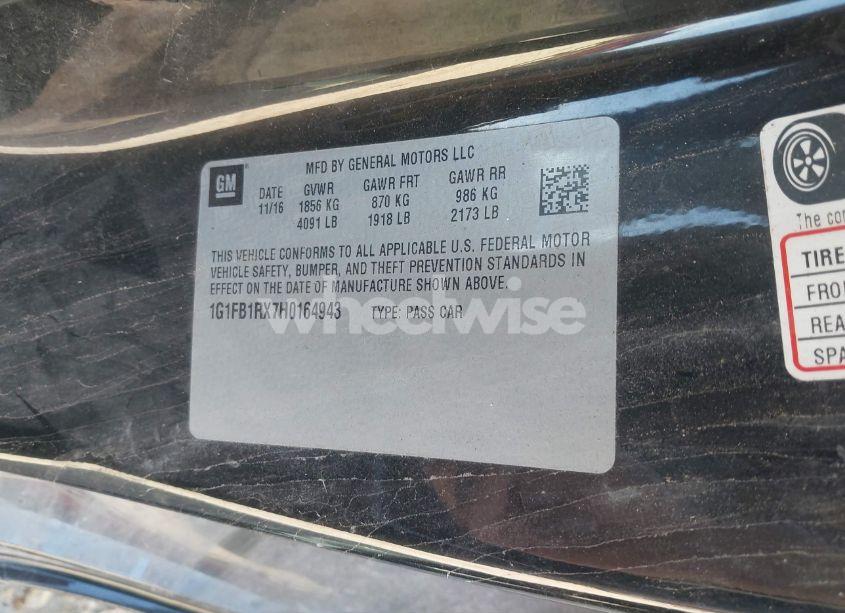 GM
MFD BY GENERAL MOTORS LLC
DATE GVWR GAWR FRT GAWR RR
11/16 1856 KG 870 KG 986 KG
4091 LB 1918 LB 2173 LB
THIS VEHICLE CONFORMS TO ALL APPLICABLE U.S. FEDERAL MOTOR
VEHICLE SAFETY, BUMPER, AND THEFT PREVENTION STANDARDS IN
EFFECT ON THE DATE OF MANUFACTURE SHOWN ABOVE.
1G1FB1RX7H0164943 TYPE: PASS CAR
wheelwise
The con
TIRE
FRO
REA
SPA